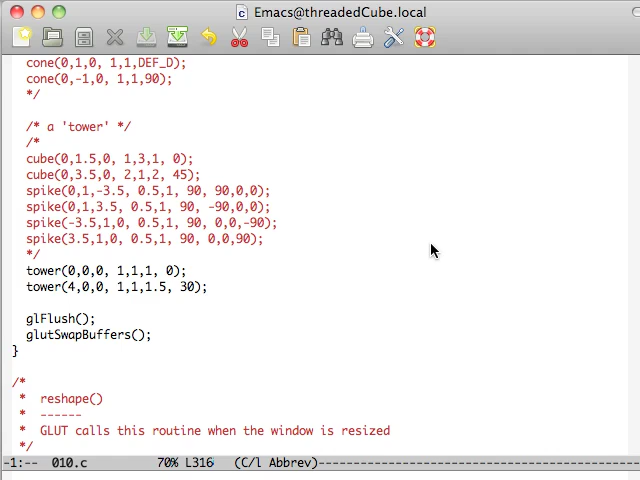 Emacs@threadedCube.local
cone(0,1,0, 1,1,DEF_D);
cone(0,-1,0, 1,1,90);
*/
/* a 'tower' */
/*
cube(0,1.5,0, 1,3,1, 0);
cube(0,3.5,0, 2,1,2, 45);
spike(0,1,-3.5, 0.5,1, 90, 90,0,0);
spike(0,1,3.5, 0.5,1, 90, -90,0,0);
spike(-3.5,1,0, 0.5,1, 90, 0,0,-90);
spike(3.5,1,0, 0.5,1, 90, 0,0,90);
*/
tower(0,0,0, 1,1,1, 0);
tower(4,0,0, 1,1,1.5, 30);
glFlush();
glutSwapBuffers();
}
/*
* reshape()
* ------
* GLUT calls this routine when the window is resized
*/
-1:-- 010.c 70% L316 (C/l Abbrev)--------------------------------------------